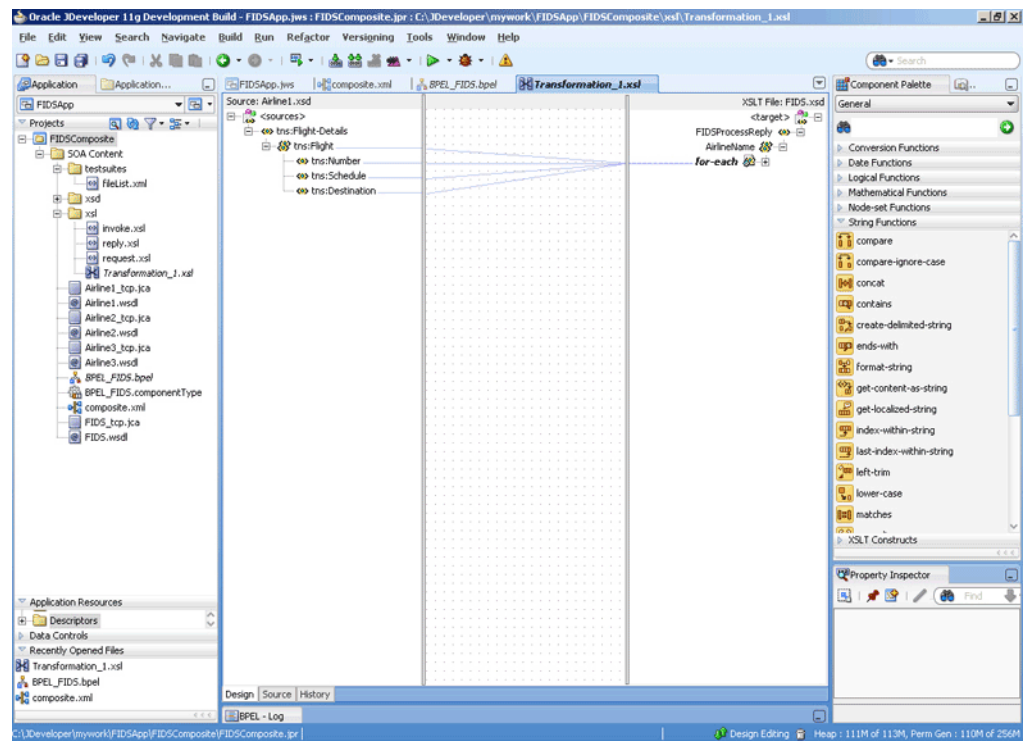 Oracle JDeveloper 11g Development Build - FIDSApp.jws : FIDSComposite.jpr : C:\JDeveloper\mywork\FIDSApp\FIDSComposite\xsl\Transformation_1.xsl
File Edit View Search Navigate Build Run Refactor Versigning Tools Window Help
Search
Application
Application...
FIDSApp
Projects
FIDSComposite
SOA Content
testsuites
fileList.xml
xsd
xsl
invoke.xsl
reply.xsl
request.xsl
Transformation_1.xsl
Airline1_tcp.jca
Airline1.wsdl
Airline2_tcp.jca
Airline2.wsdl
Airline3_tcp.jca
Airline3.wsdl
BPEL_FIDS.bpel
BPEL_FIDS.componentType
composite.xml
FIDS_tcp.jca
FIDS.wsdl
Application Resources
Descriptors
Data Controls
Recently Opened Files
Transformation_1.xsl
BPEL_FIDS.bpel
composite.xml
FIDSApp.jws composite.xml BPEL_FIDS.bpel Transformation_1.xsl
Source: Airline1.xsd
<sources>
tns:Flight-Details
tns:Flight
tns:Number
tns:Schedule
tns:Destination
XSLT File: FIDS.xsd
<target>
FIDSProcessReply
AirlineName
for-each
Design Source History
BPEL - Log
Component Palette
General
Conversion Functions
Date Functions
Logical Functions
Mathematical Functions
Node-set Functions
String Functions
compare
compare-ignore-case
concat
contains
create-delimited-string
ends-with
format-string
get-content-as-string
get-localized-string
index-within-string
last-index-within-string
left-trim
lower-case
matches
XSLT Constructs
Property Inspector
Find
C:\JDeveloper\mywork\FIDSApp\FIDSComposite\FIDSComposite.jpr
Design Editing
Heap : 111M of 113M, Perm Gen : 110M of 256M